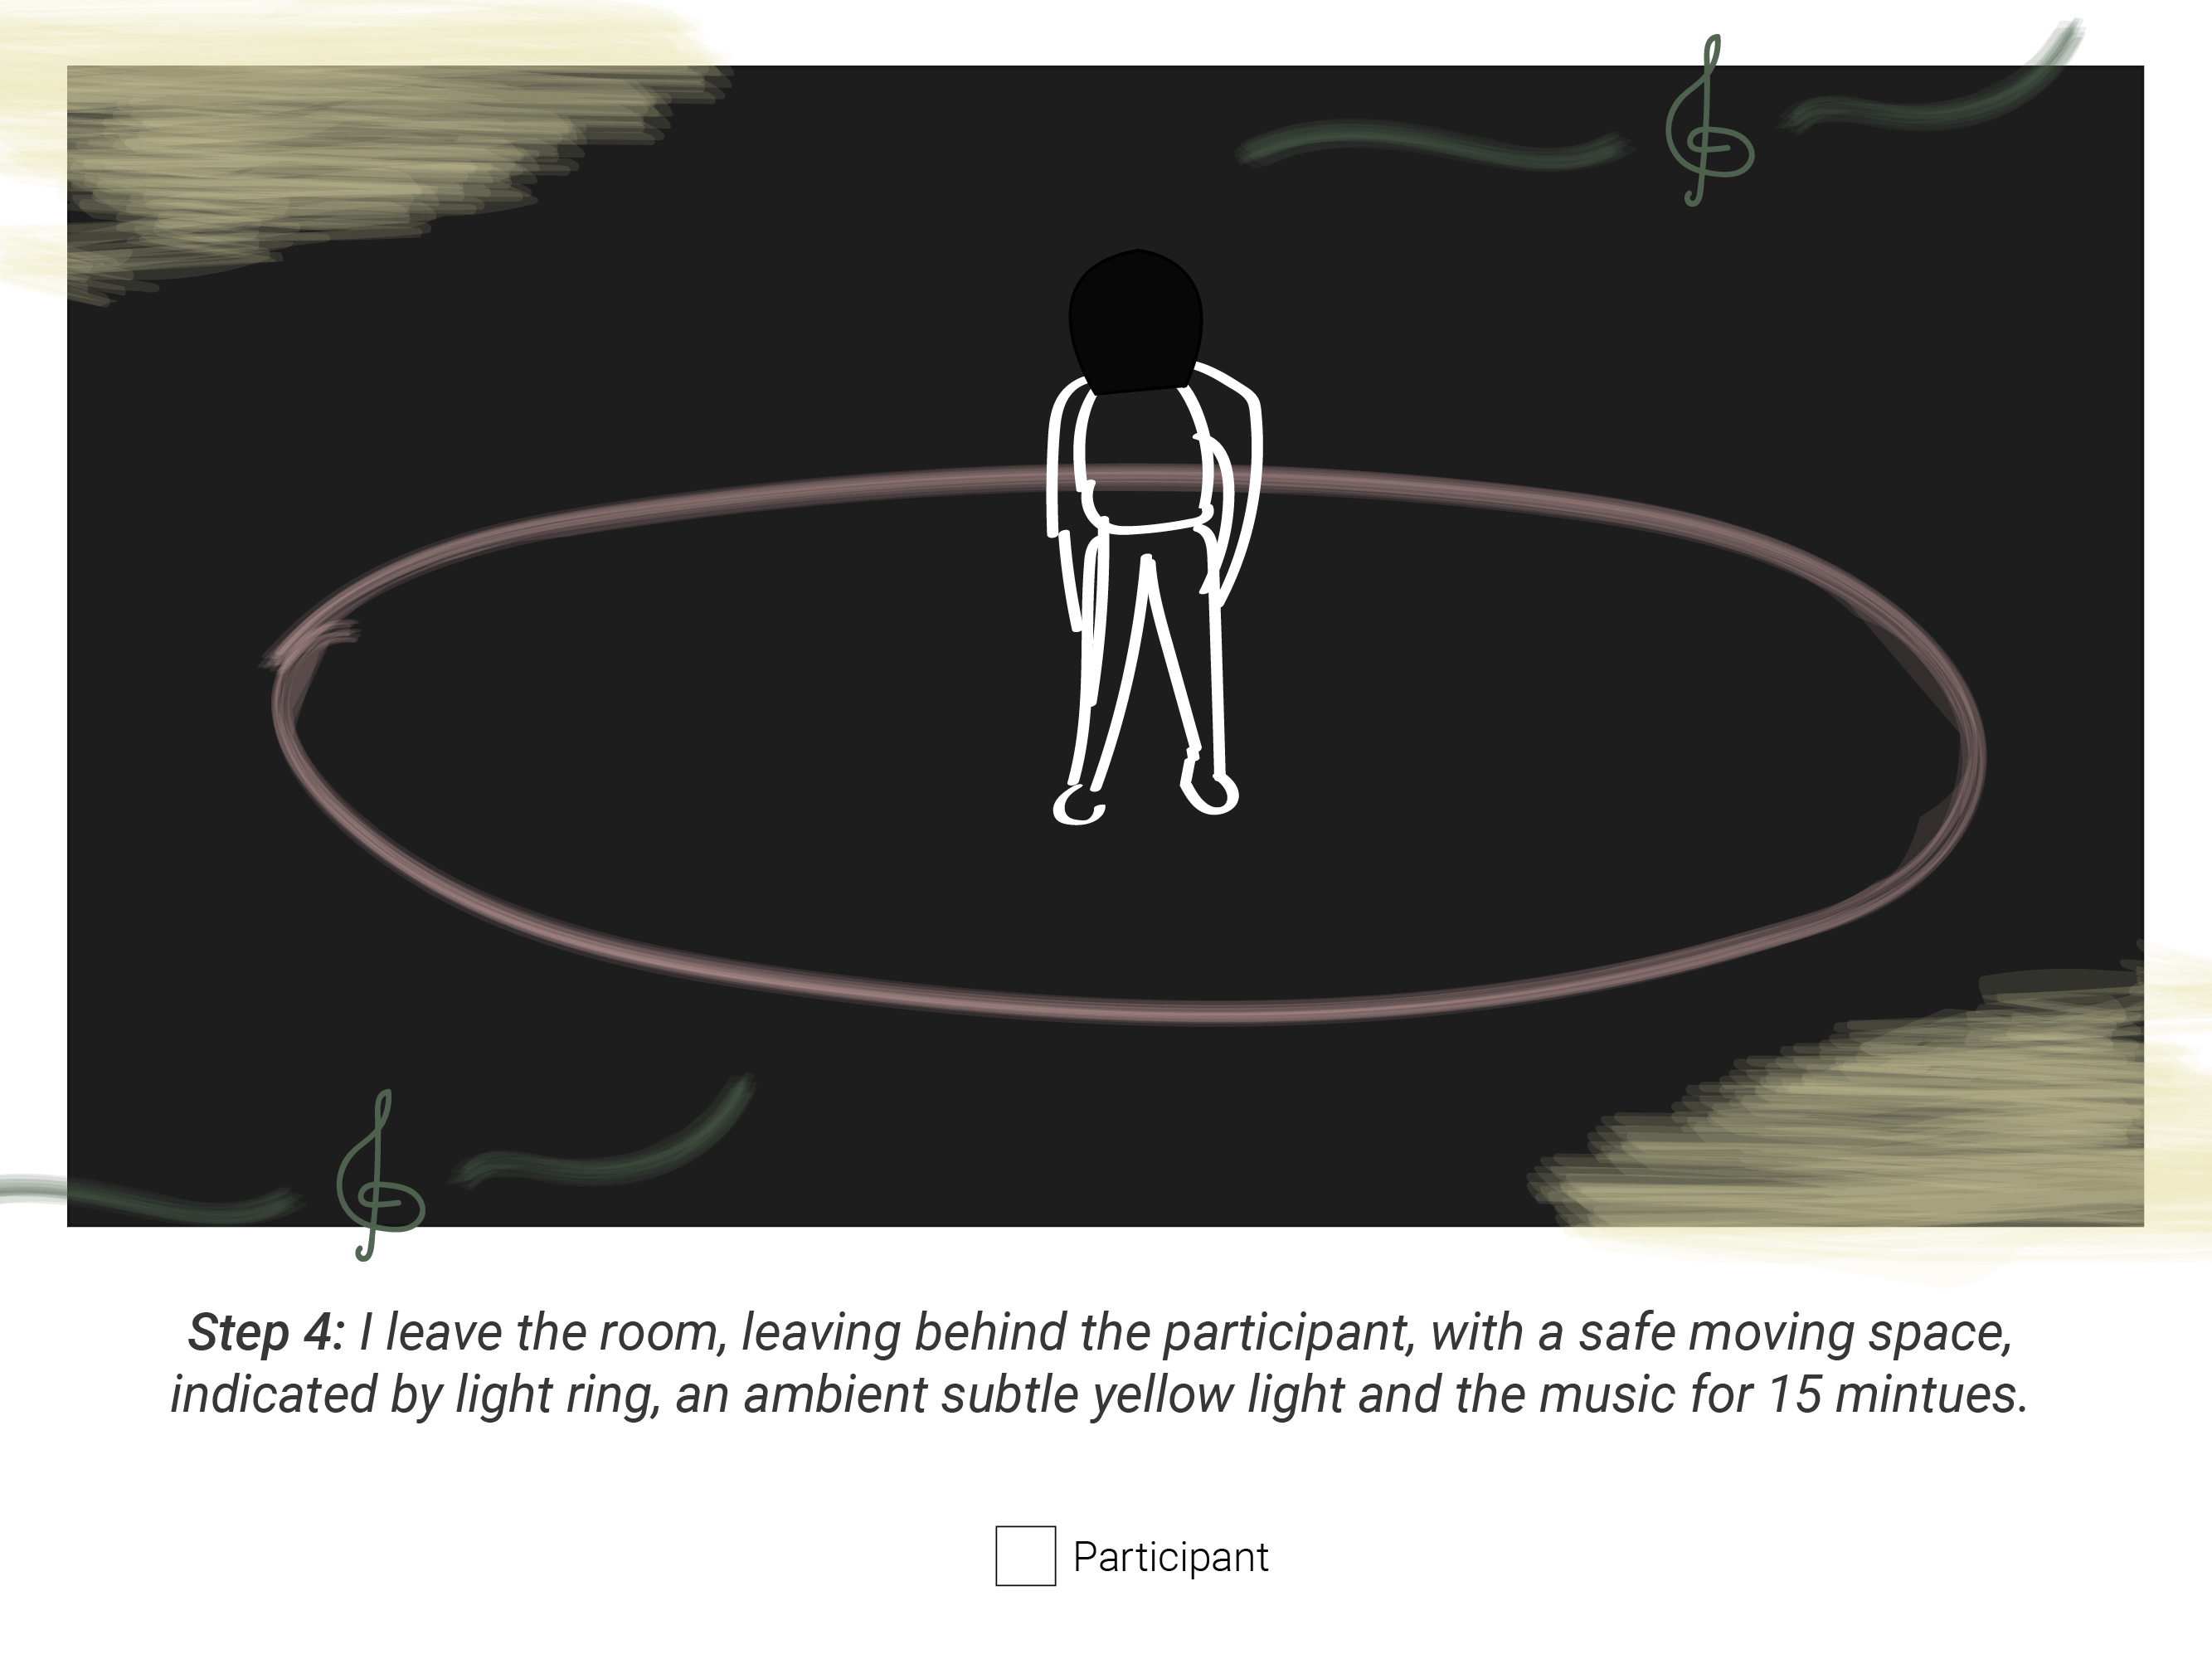 Step 4: I leave the room, leaving behind the participant, with a safe moving space,
indicated by light ring, an ambient subtle yellow light and the music for 15 mintues.
Participant